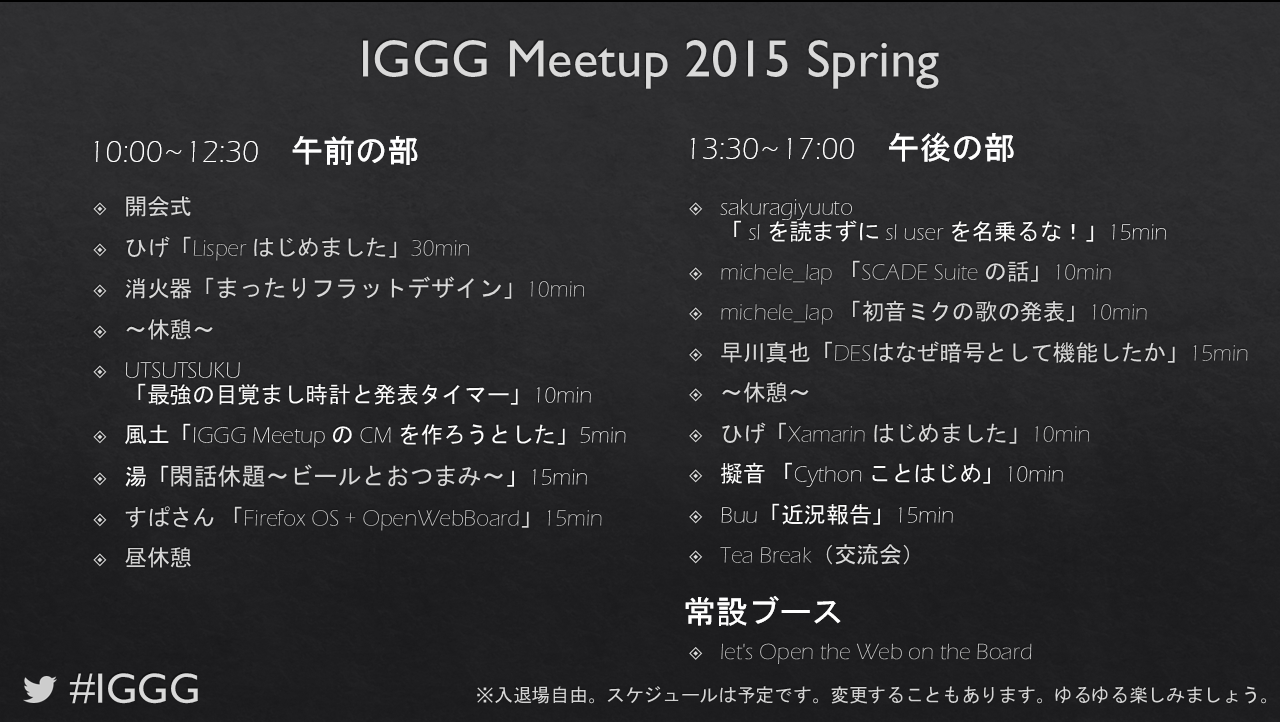 IGGG Meetup 2015 Spring
10:00~12:30 午前の部
開会式
ひげ「Lisper はじめました」30min
消火器「まったりフラットデザイン」10min
～休憩～
UTSUTSUKU
「最強の目覚まし時計と発表タイマー」10min
風土「IGGG Meetup の CM を作ろうとした」5min
湯「閑話休題～ビールとおつまみ～」15min
すぱさん 「Firefox OS + OpenWebBoard」15min
昼休憩
13:30~17:00 午後の部
sakuragiyuuto
「 sl を読まずに sl user を名乗るな！」15min
michele_lap 「SCADE Suite の話」10min
michele_lap 「初音ミクの歌の発表」10min
早川真也「DESはなぜ暗号として機能したか」15min
～休憩～
ひげ「Xamarin はじめました」10min
擬音 「Cython ことはじめ」10min
Buu「近況報告」15min
Tea Break（交流会）
常設ブース
let's Open the Web on the Board
#IGGG
※入退場自由。スケジュールは予定です。変更することもあります。ゆるゆる楽しみましょう。